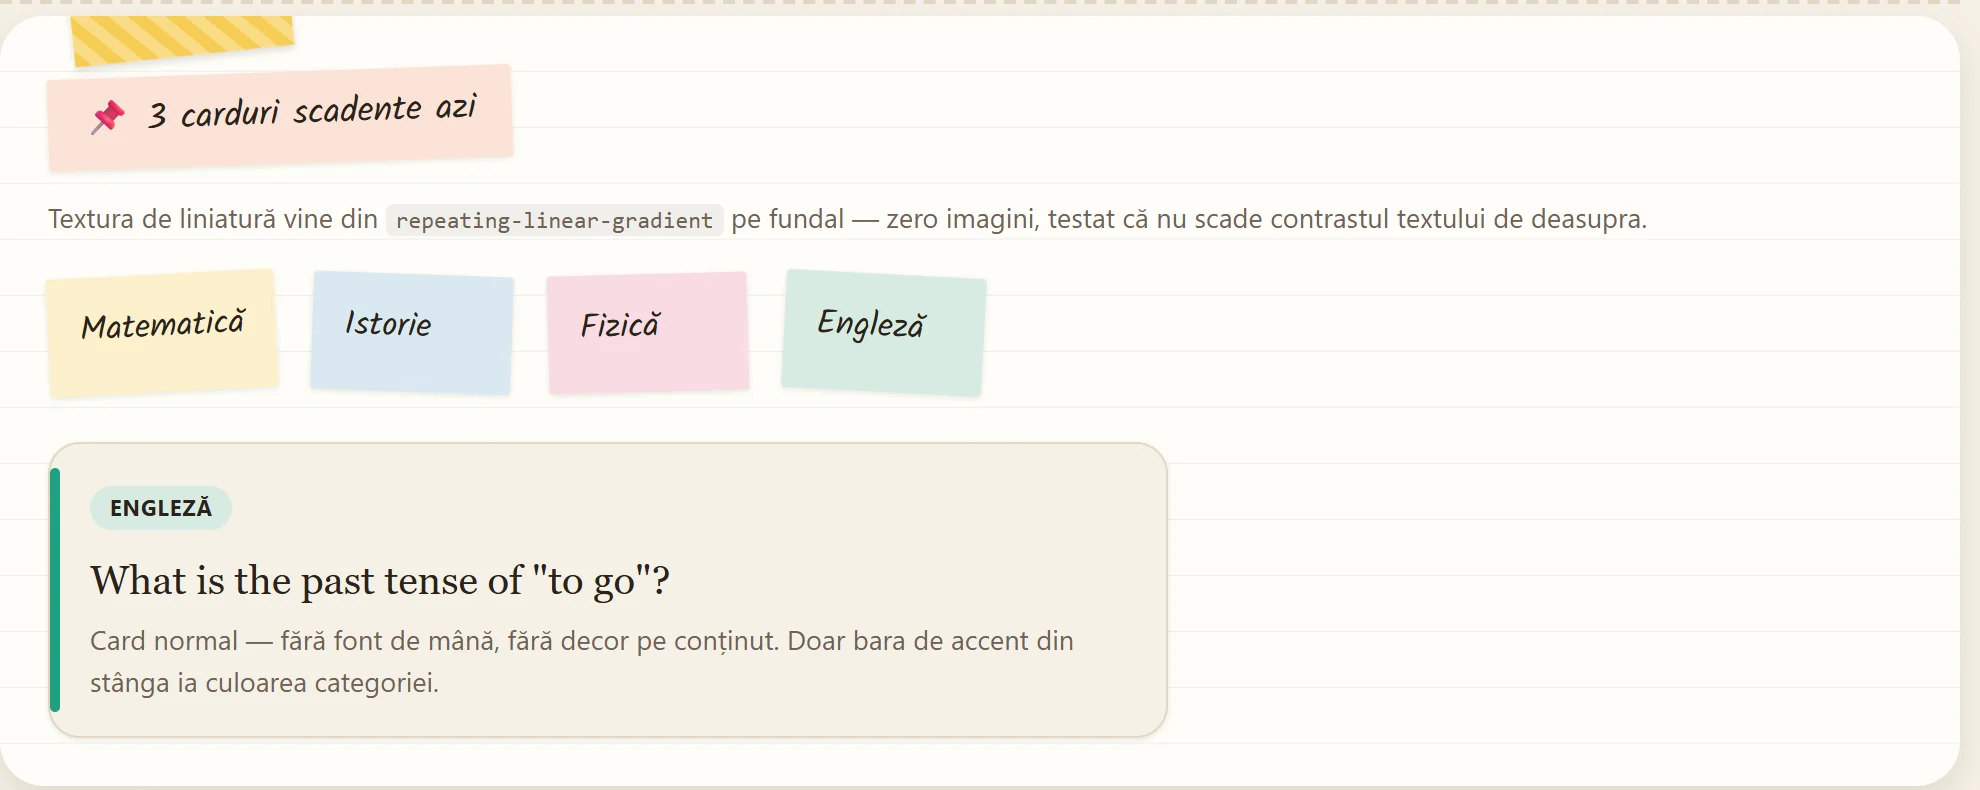 3 carduri scadente azi
Textura de liniatură vine din repeating-linear-gradient pe fundal — zero imagini, testat că nu scade contrastul textului de deasupra.
Matematică
Istorie
Fizică
Engleză
ENGLEZĂ
What is the past tense of "to go"?
Card normal — fără font de mână, fără decor pe conținut. Doar bara de accent din
stânga ia culoarea categoriei.